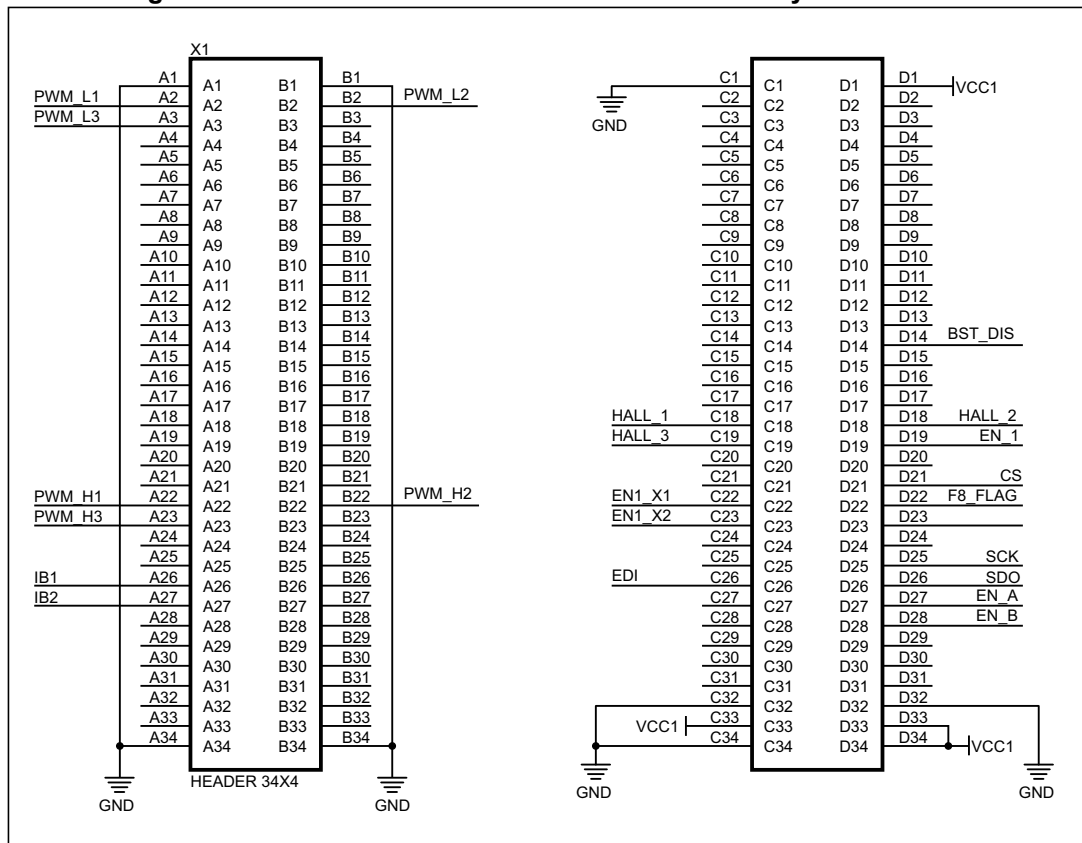 X1
A1 A1 B1 B1
PWM_L1 A2 A2 B2 B2 PWM_L2
PWM_L3 A3 A3 B3 B3
A4 A4 B4 B4
A5 A5 B5 B5
A6 A6 B6 B6
A7 A7 B7 B7
A8 A8 B8 B8
A9 A9 B9 B9
A10 A10 B10 B10
A11 A11 B11 B11
A12 A12 B12 B12
A13 A13 B13 B13
A14 A14 B14 B14
A15 A15 B15 B15
A16 A16 B16 B16
A17 A17 B17 B17
A18 A18 B18 B18
A19 A19 B19 B19
A20 A20 B20 B20
A21 A21 B21 B21
PWM_H1 A22 A22 B22 B22 PWM_H2
PWM_H3 A23 A23 B23 B23
A24 A24 B24 B24
A25 A25 B25 B25
IB1 A26 A26 B26 B26
IB2 A27 A27 B27 B27
A28 A28 B28 B28
A29 A29 B29 B29
A30 A30 B30 B30
A31 A31 B31 B31
A32 A32 B32 B32
A33 A33 B33 B33
A34 A34 B34 B34
HEADER 34X4
GND GND
C1 C1 D1 D1 VCC1
GND C2 C2 D2 D2
C3 C3 D3 D3
C4 C4 D4 D4
C5 C5 D5 D5
C6 C6 D6 D6
C7 C7 D7 D7
C8 C8 D8 D8
C9 C9 D9 D9
C10 C10 D10 D10
C11 C11 D11 D11
C12 C12 D12 D12
C13 C13 D13 D13
C14 C14 D14 D14 BST_DIS
C15 C15 D15 D15
C16 C16 D16 D16
C17 C17 D17 D17
HALL_1 C18 C18 D18 D18 HALL_2
HALL_3 C19 C19 D19 D19 EN_1
C20 C20 D20 D20
C21 C21 D21 D21 CS
EN1_X1 C22 C22 D22 D22 F8_FLAG
EN1_X2 C23 C23 D23 D23
C24 C24 D24 D24
C25 C25 D25 D25 SCK
EDI C26 C26 D26 D26 SDO
C27 C27 D27 D27 EN_A
C28 C28 D28 D28 EN_B
C29 C29 D29 D29
C30 C30 D30 D30
C31 C31 D31 D31
C32 C32 D32 D32
VCC1 C33 C33 D33 D33
C34 C34 D34 D34 VCC1
GND GND